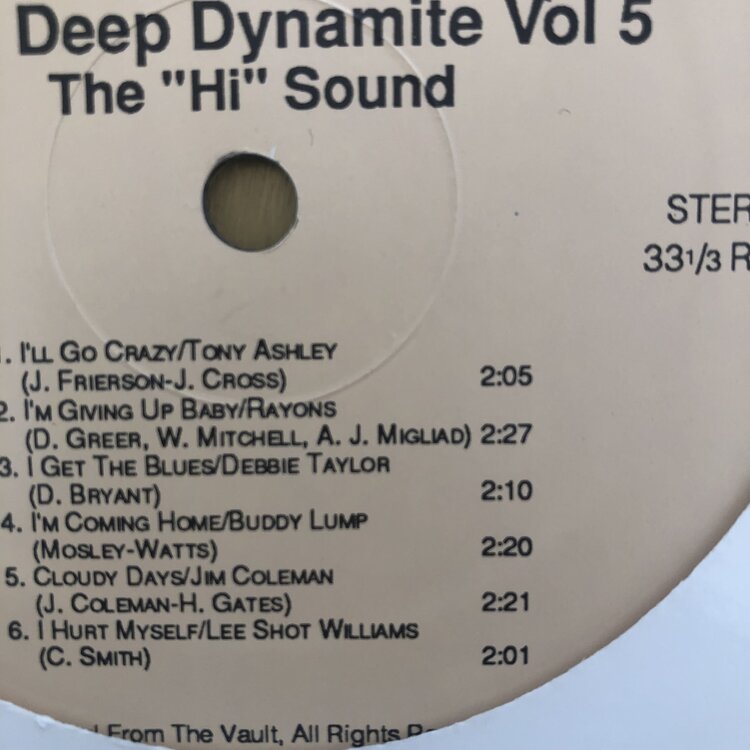 Deep Dynamite Vol 5
The "Hi" Sound
STER
33 1/3 R
. I'll Go Crazy/Tony Ashley
(J. Frierson-J. Cross) 2:05
2. I'm Giving Up Baby/Rayons
(D. Greer, W. Mitchell, A. J. Migliad) 2:27
3. I Get The Blues/Debbie Taylor
(D. Bryant) 2:10
4. I'm Coming Home/Buddy Lump
(Mosley-Watts) 2:20
5. Cloudy Days/Jim Coleman
(J. Coleman-H. Gates) 2:21
6. I Hurt Myself/Lee Shot Williams
(C. Smith) 2:01
From The Vault, All Rights